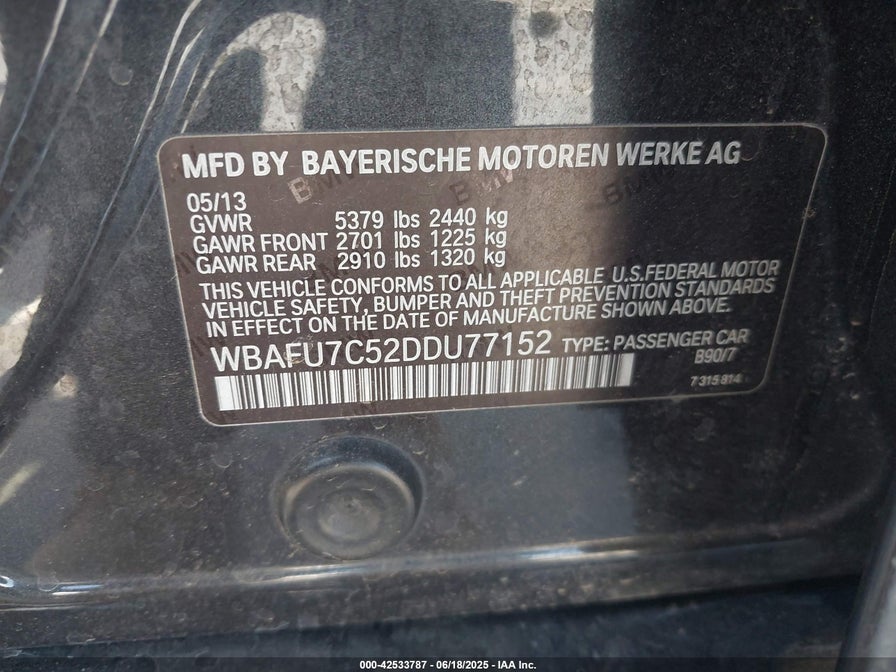 MFD BY BAYERISCHE MOTOREN WERKE AG
05/13
GVWR 5379 lbs 2440 kg
GAWR FRONT 2701 lbs 1225 kg
GAWR REAR 2910 lbs 1320 kg
THIS VEHICLE CONFORMS TO ALL APPLICABLE U.S.FEDERAL MOTOR
VEHICLE SAFETY, BUMPER AND THEFT PREVENTION STANDARDS
IN EFFECT ON THE DATE OF MANUFACTURE SHOWN ABOVE.
WBAFU7C52DDU77152 TYPE: PASSENGER CAR
B90/7
7 315 814
000-42533787 - 06/18/2025 - IAA Inc.